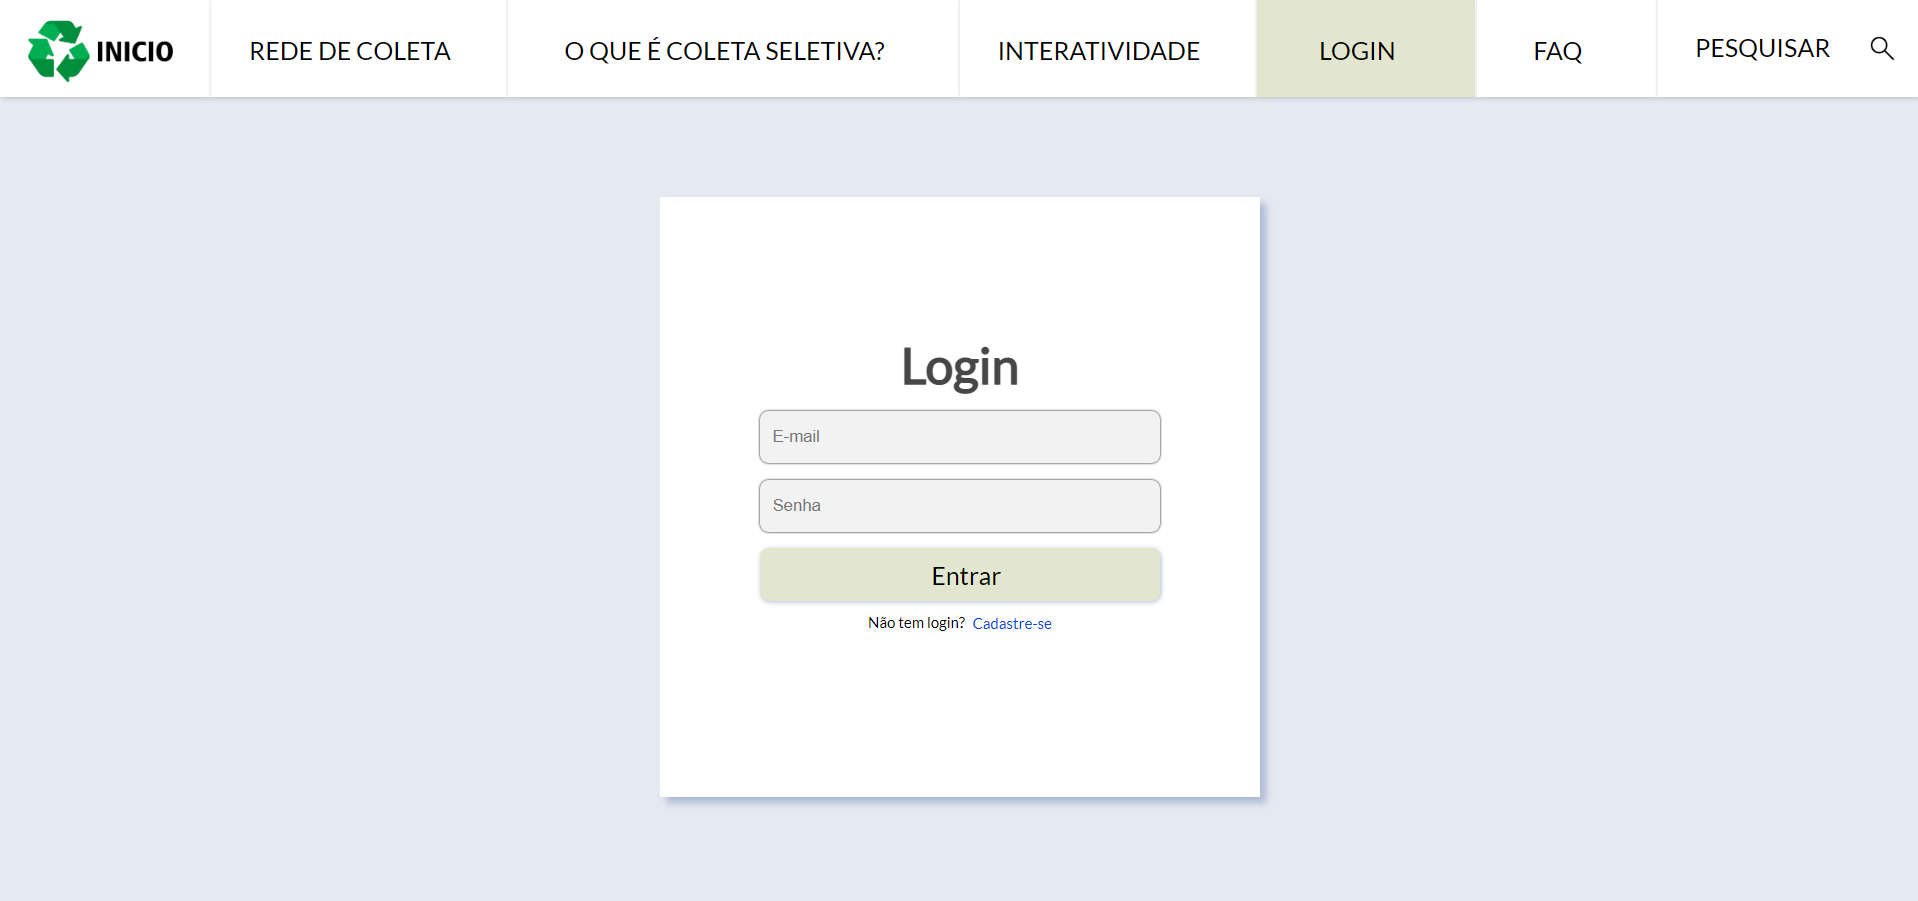 INICIO
REDE DE COLETA
O QUE É COLETA SELETIVA?
INTERATIVIDADE
LOGIN
FAQ
PESQUISAR
Login
E-mail
Senha
Entrar
Não tem login? Cadastre-se